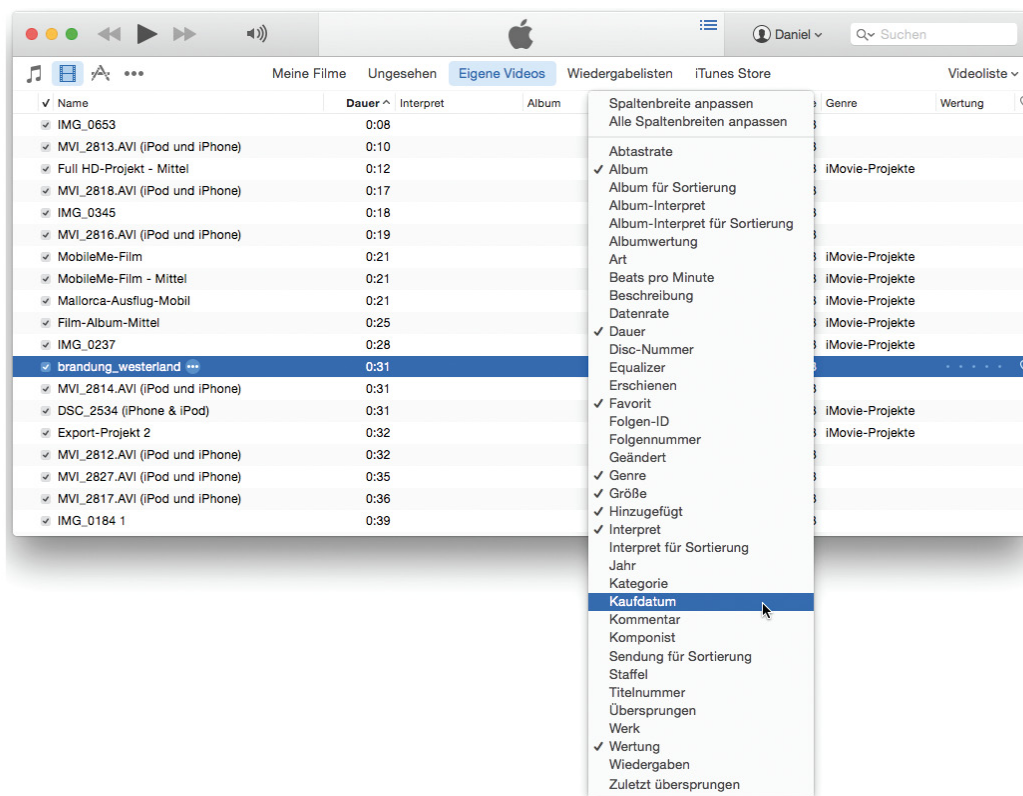 Daniel
Suchen
Meine Filme Ungesehen Eigene Videos Wiedergabelisten iTunes Store Videoliste
✓ Name Dauer Interpret Album Genre Wertung
IMG_0653 0:08
MVI_2813.AVI (iPod und iPhone) 0:10
Full HD-Projekt - Mittel 0:12 iMovie-Projekte
MVI_2818.AVI (iPod und iPhone) 0:17
IMG_0345 0:18
MVI_2816.AVI (iPod und iPhone) 0:19
MobileMe-Film 0:21 iMovie-Projekte
MobileMe-Film - Mittel 0:21 iMovie-Projekte
Mallorca-Ausflug-Mobil 0:21 iMovie-Projekte
Film-Album-Mittel 0:25 iMovie-Projekte
IMG_0237 0:28 iMovie-Projekte
brandung_westerland 0:31
MVI_2814.AVI (iPod und iPhone) 0:31
DSC_2534 (iPhone & iPod) 0:31 iMovie-Projekte
Export-Projekt 2 0:32 iMovie-Projekte
MVI_2812.AVI (iPod und iPhone) 0:32
MVI_2827.AVI (iPod und iPhone) 0:35
MVI_2817.AVI (iPod und iPhone) 0:36
IMG_0184 1 0:39
Spaltenbreite anpassen
Alle Spaltenbreiten anpassen
Abtastrate
✓ Album
Album für Sortierung
Album-Interpret
Album-Interpret für Sortierung
Albumwertung
Art
Beats pro Minute
Beschreibung
Datenrate
✓ Dauer
Disc-Nummer
Equalizer
Erschienen
✓ Favorit
Folgen-ID
Folgennummer
Geändert
✓ Genre
✓ Größe
✓ Hinzugefügt
✓ Interpret
Interpret für Sortierung
Jahr
Kategorie
Kaufdatum
Kommentar
Komponist
Sendung für Sortierung
Staffel
Titelnummer
Übersprungen
Werk
✓ Wertung
Wiedergaben
Zuletzt übersprungen